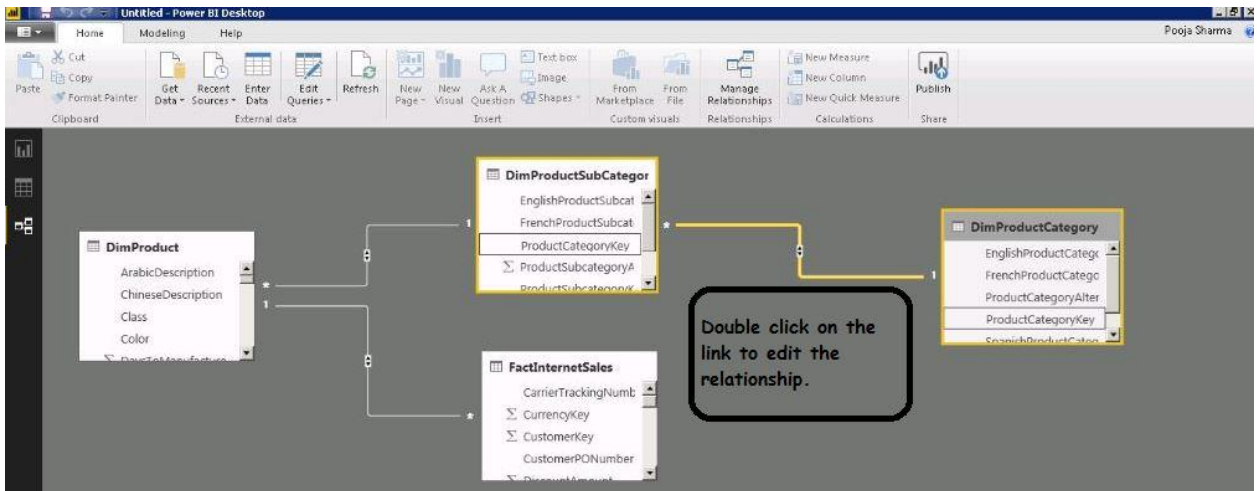 Untitled - Power BI Desktop
Home Modeling Help Pooja Sharma
Cut
Copy
Format Painter
Paste
Clipboard
Get Data
Recent Sources
Enter Data
Edit Queries
Refresh
External data
New Page
New Visual
Ask A Question
Text box
Image
Shapes
Insert
From Marketplace
From File
Custom visuals
Manage Relationships
Relationships
New Measure
New Column
New Quick Measure
Calculations
Publish
Share
DimProductSubCategor
EnglishProductSubcat
FrenchProductSubcat
ProductCategoryKey
Σ ProductSubcategoryA
1
*
DimProduct
ArabicDescription
ChineseDescription
Class
Color
*
1
DimProductCategory
EnglishProductCatego
FrenchProductCatego
ProductCategoryAlter
ProductCategoryKey
1
Double click on the
link to edit the
relationship.
FactInternetSales
CarrierTrackingNumb
Σ CurrencyKey
Σ CustomerKey
CustomerPONumber
*